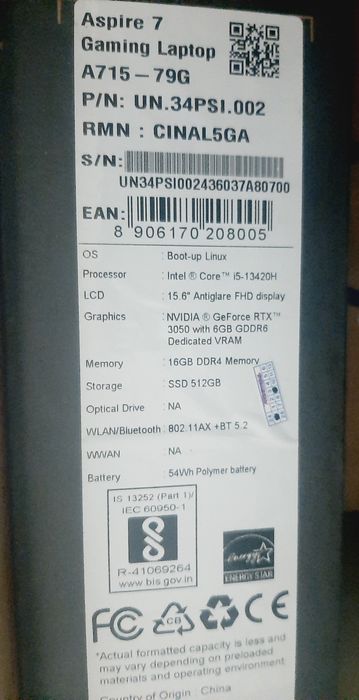 Aspire 7
Gaming Laptop
A715-79G
P/N: UN.34PSI.002
RMN : CINAL5GA
S/N:
UN34PSI002436037A80700
EAN:
8 906170 208005
OS : Boot-up Linux
Processor : Intel ® Core™ i5-13420H
LCD : 15.6" Antiglare FHD display
Graphics : NVIDIA ® GeForce RTX™
3050 with 6GB GDDR6
Dedicated VRAM
Memory : 16GB DDR4 Memory
Storage : SSD 512GB
Optical Drive : NA
WLAN/Bluetooth : 802.11AX +BT 5.2
WWAN : NA
Battery : 54Wh Polymer battery
IS 13252 (Part 1)/
IEC 60950-1
R-41069264
www.bis.gov.in
energy
ENERGY STAR
FC CB CE
*Actual formatted capacity is less and
may vary depending on preloaded
materials and operating environment
Country of Origin : China